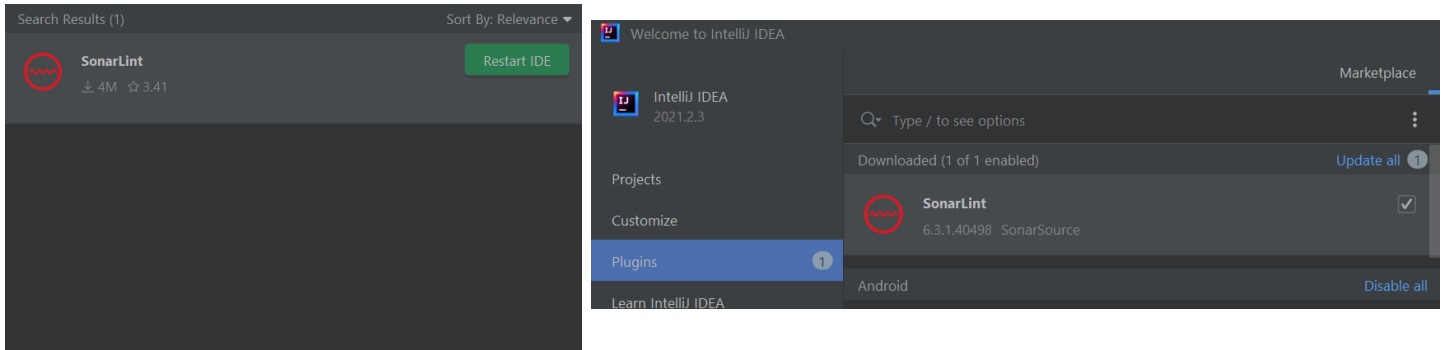 Search Results (1) Sort By: Relevance
SonarLint Restart IDE
4M 3.41
Welcome to IntelliJ IDEA
IntelliJ IDEA
2021.2.3
Projects
Customize
Plugins 1
Learn IntelliJ IDEA
Marketplace
Type / to see options
Downloaded (1 of 1 enabled) Update all 1
SonarLint
6.3.1.40498 SonarSource
Android Disable all